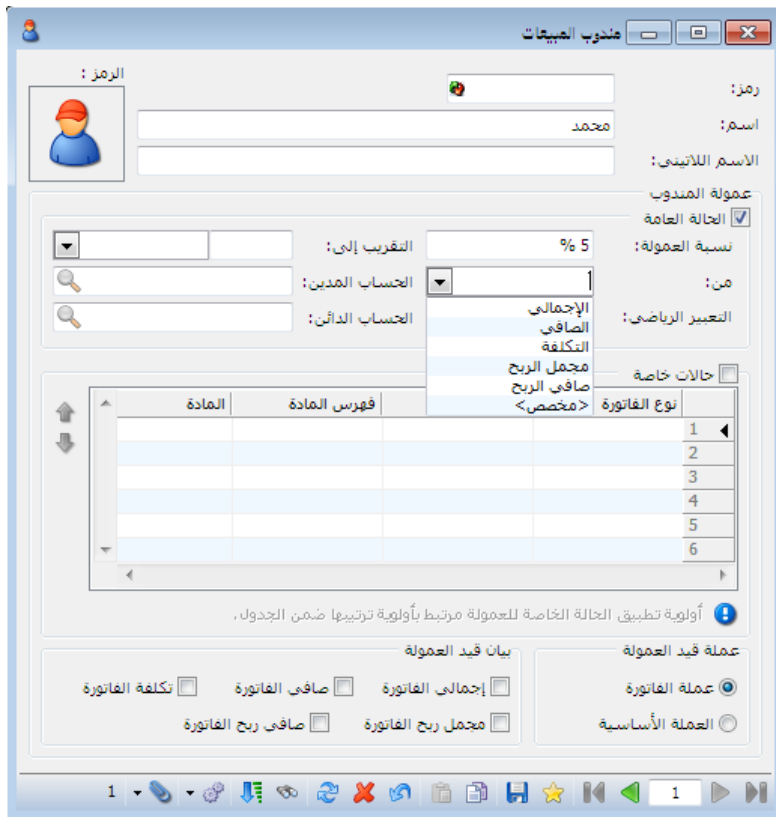 مندوب المبيعات
الرمز :
رمز:
اسم: محمد
الاسم اللاتيني:
عمولة المندوب
الحالة العامة
نسبة العمولة: 5 % التقريب إلى:
من: الحساب المدين:
التعبير الرياضي: الحساب الدائن:
الإجمالي
الصافي
التكلفة
مجمل الربح
صافي الربح
<مخصص>
حالات خاصة
نوع الفاتورة فهرس المادة المادة
1
2
3
4
5
6
أولوية تطبيق الحالة الخاصة للعمولة مرتبط بأولوية ترتيبها ضمن الجدول.
عملة قيد العمولة
عملة الفاتورة
العملة الأساسية
بيان قيد العمولة
إجمالي الفاتورة صافي الفاتورة تكلفة الفاتورة
مجمل ربح الفاتورة صافي ربح الفاتورة
1 1